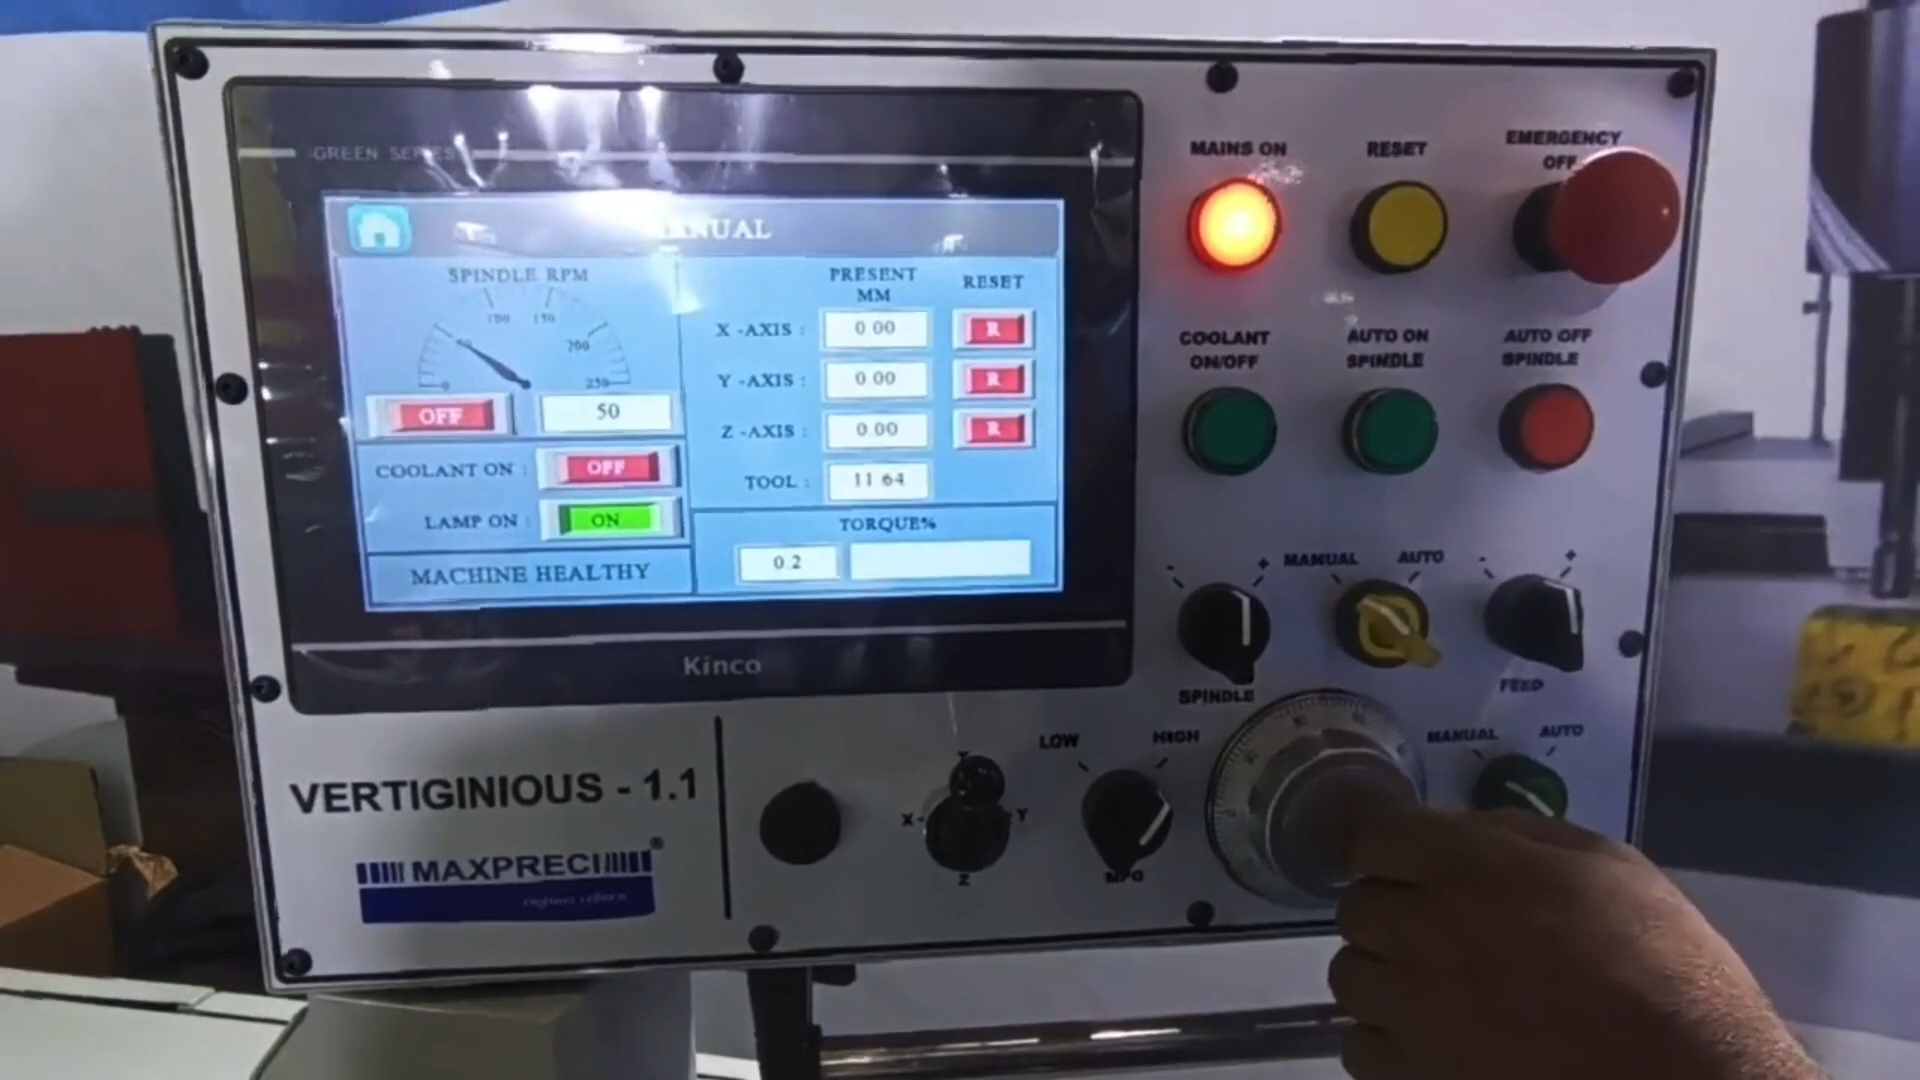 GREEN SERIES
MANUAL
SPINDLE RPM
0
50
100
150
200
250
OFF
50
COOLANT ON :
OFF
LAMP ON :
ON
MACHINE HEALTHY
PRESENT
MM
RESET
X -AXIS :
0.00
R
Y -AXIS :
0.00
R
Z -AXIS :
0.00
R
TOOL :
11.64
TORQUE%
0.2
Kinco
MAINS ON
RESET
EMERGENCY
OFF
COOLANT
ON/OFF
AUTO ON
SPINDLE
AUTO OFF
SPINDLE
- +
SPINDLE
MANUAL AUTO
- +
FEED
VERTIGINIOUS - 1.1
MAXPRECI
®
X
Y
Z
LOW HIGH
MPG
MANUAL AUTO